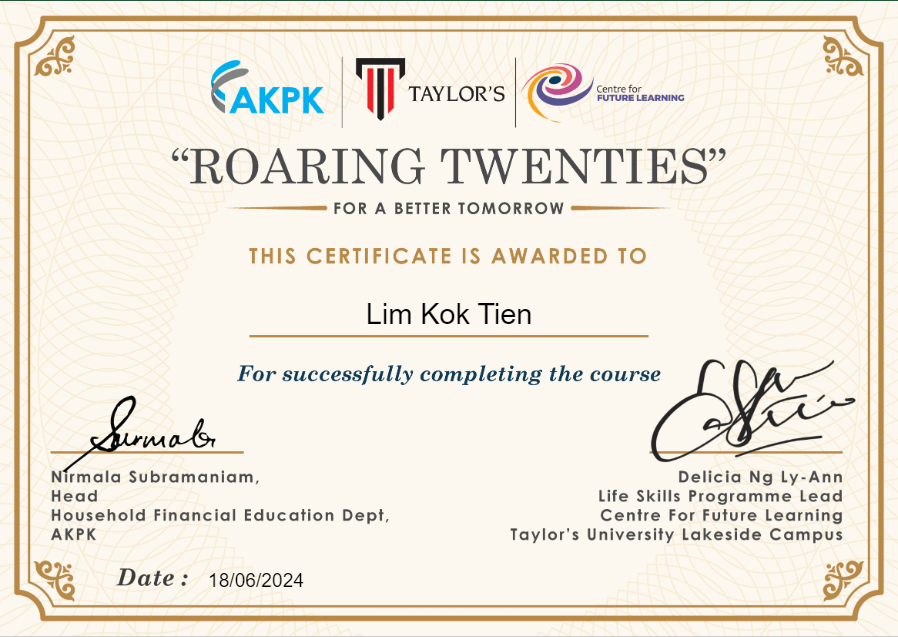 AKPK
TAYLOR'S
Centre for
FUTURE LEARNING
“ROARING TWENTIES”
FOR A BETTER TOMORROW
THIS CERTIFICATE IS AWARDED TO
Lim Kok Tien
For successfully completing the course
Nirmala Subramaniam,
Head
Household Financial Education Dept,
AKPK
Delicia Ng Ly-Ann
Life Skills Programme Lead
Centre For Future Learning
Taylor's University Lakeside Campus
Date : 18/06/2024